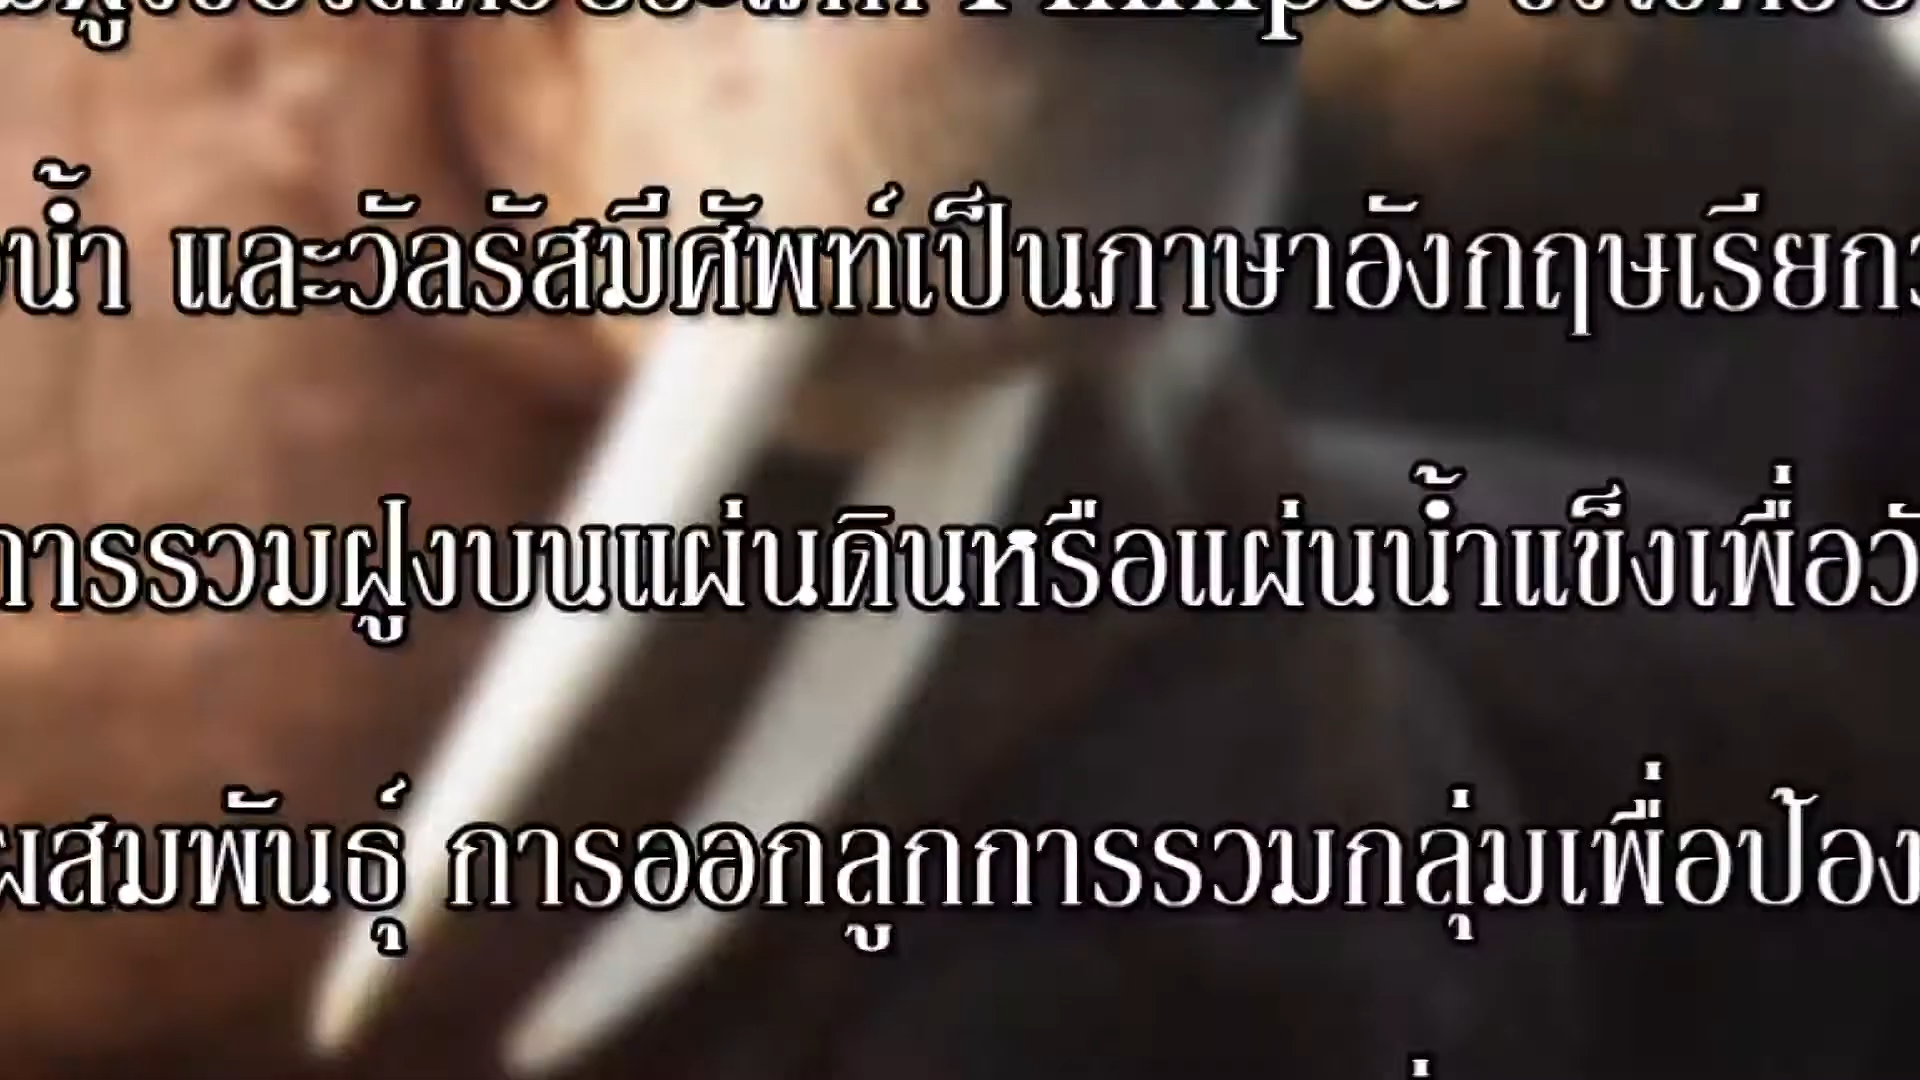 น้ำ และวัลรัสมีศัพท์เป็นภาษาอังกฤษเรียก
การรวมฝูงบนแผ่นดินหรือแผ่นน้ำแข็งเพื่อ
ผสมพันธุ์ การออกลูกการรวมกลุ่มเพื่อป้อง